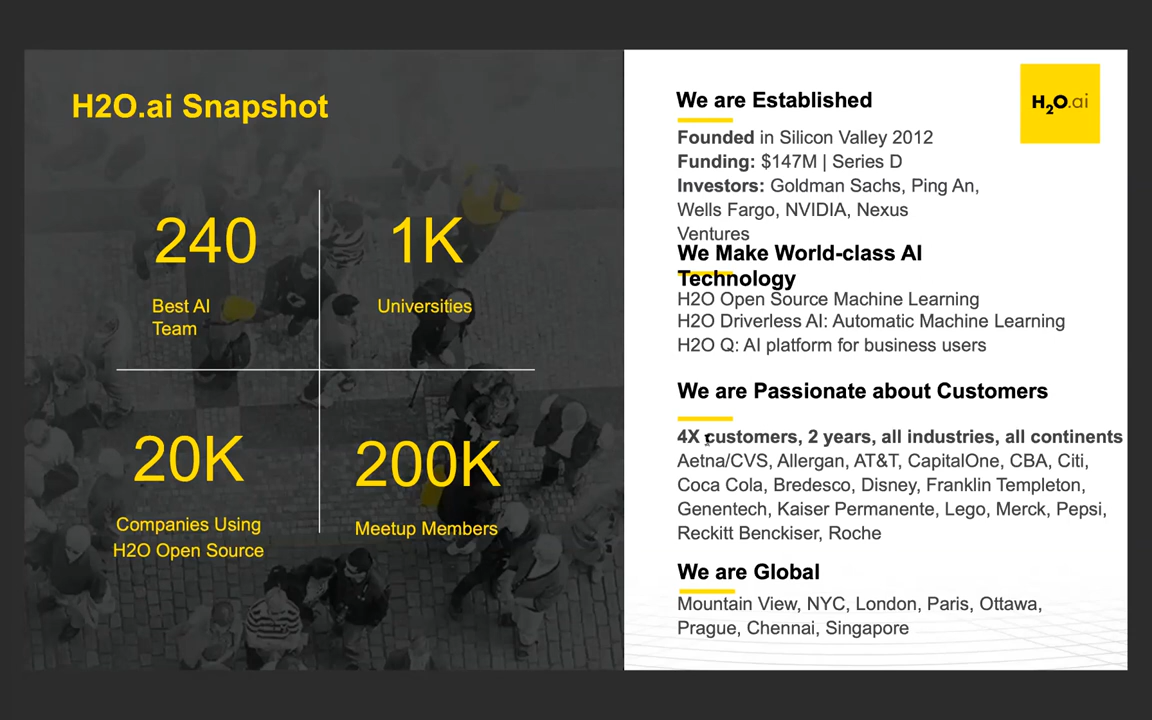 H2O.ai Snapshot
240
Best AI
Team
1K
Universities
20K
Companies Using
H2O Open Source
200K
Meetup Members
H2O.ai
We are Established
Founded in Silicon Valley 2012
Funding: $147M | Series D
Investors: Goldman Sachs, Ping An,
Wells Fargo, NVIDIA, Nexus
Ventures
We Make World-class AI
Technology
H2O Open Source Machine Learning
H2O Driverless AI: Automatic Machine Learning
H2O Q: AI platform for business users
We are Passionate about Customers
4X customers, 2 years, all industries, all continents
Aetna/CVS, Allergan, AT&T, CapitalOne, CBA, Citi,
Coca Cola, Bredesco, Disney, Franklin Templeton,
Genentech, Kaiser Permanente, Lego, Merck, Pepsi,
Reckitt Benckiser, Roche
We are Global
Mountain View, NYC, London, Paris, Ottawa,
Prague, Chennai, Singapore